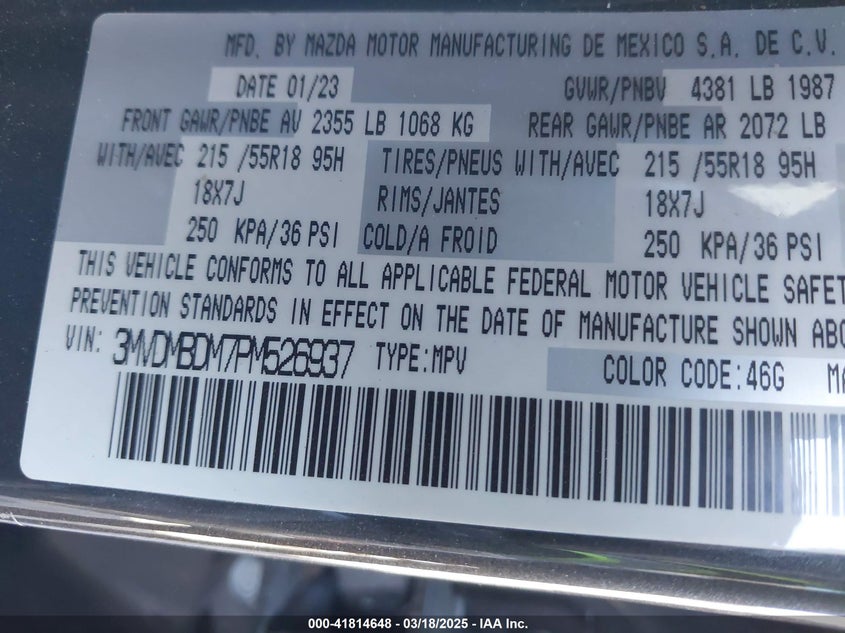 MFD. BY MAZDA MOTOR MANUFACTURING DE MEXICO S.A. DE C.V.
DATE 01/23 GVWR/PNBV 4381 LB 1987
FRONT GAWR/PNBE AV 2355 LB 1068 KG REAR GAWR/PNBE AR 2072 LB
WITH/AVEC 215 /55R18 95H TIRES/PNEUS WITH/AVEC 215 /55R18 95H
18X7J RIMS/JANTES 18X7J
250 KPA/36 PSI COLD/A FROID 250 KPA/36 PSI
THIS VEHICLE CONFORMS TO ALL APPLICABLE FEDERAL MOTOR VEHICLE SAFET
PREVENTION STANDARDS IN EFFECT ON THE DATE OF MANUFACTURE SHOWN ABO
VIN: 3MVDMBDM7PM526937 TYPE:MPV COLOR CODE:46G MA
000-41814648 — 03/18/2025 — IAA Inc.